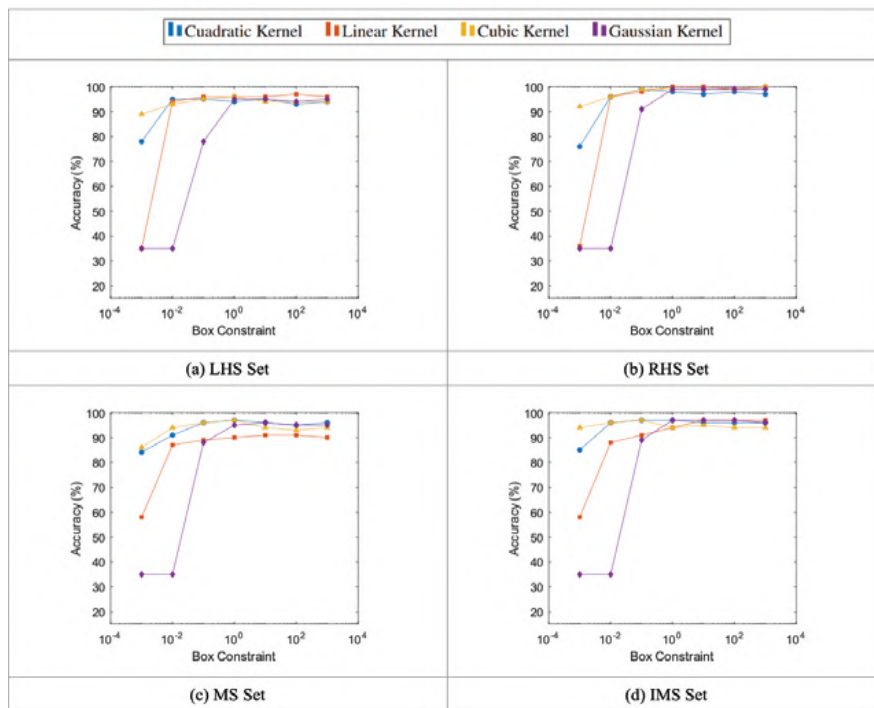 Cuadratic Kernel Linear Kernel Cubic Kernel Gaussian Kernel
100
90
80
70
60
50
40
30
20
Accuracy (%)
10^-4 10^-2 10^0 10^2 10^4
Box Constraint
(a) LHS Set
100
90
80
70
60
50
40
30
20
Accuracy (%)
10^-4 10^-2 10^0 10^2 10^4
Box Constraint
(b) RHS Set
100
90
80
70
60
50
40
30
20
Accuracy (%)
10^-4 10^-2 10^0 10^2 10^4
Box Constraint
(c) MS Set
100
90
80
70
60
50
40
30
20
Accuracy (%)
10^-4 10^-2 10^0 10^2 10^4
Box Constraint
(d) IMS Set